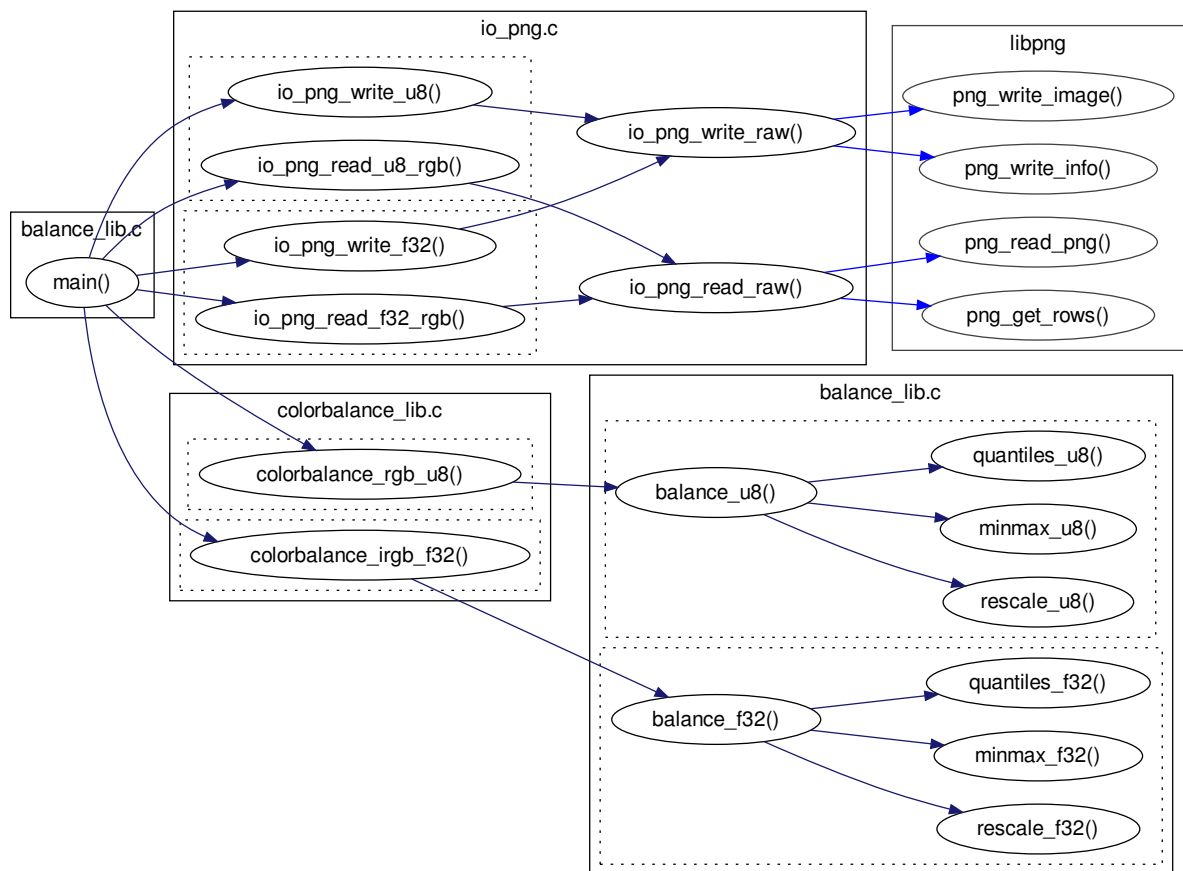 io_png.c
libpng
io_png_write_u8()
io_png_read_u8_rgb()
io_png_write_f32()
io_png_read_f32_rgb()
io_png_write_raw()
io_png_read_raw()
png_write_image()
png_write_info()
png_read_png()
png_get_rows()
balance_lib.c
main()
colorbalance_lib.c
colorbalance_rgb_u8()
colorbalance_irgb_f32()
balance_lib.c
balance_u8()
quantiles_u8()
minmax_u8()
rescale_u8()
balance_f32()
quantiles_f32()
minmax_f32()
rescale_f32()